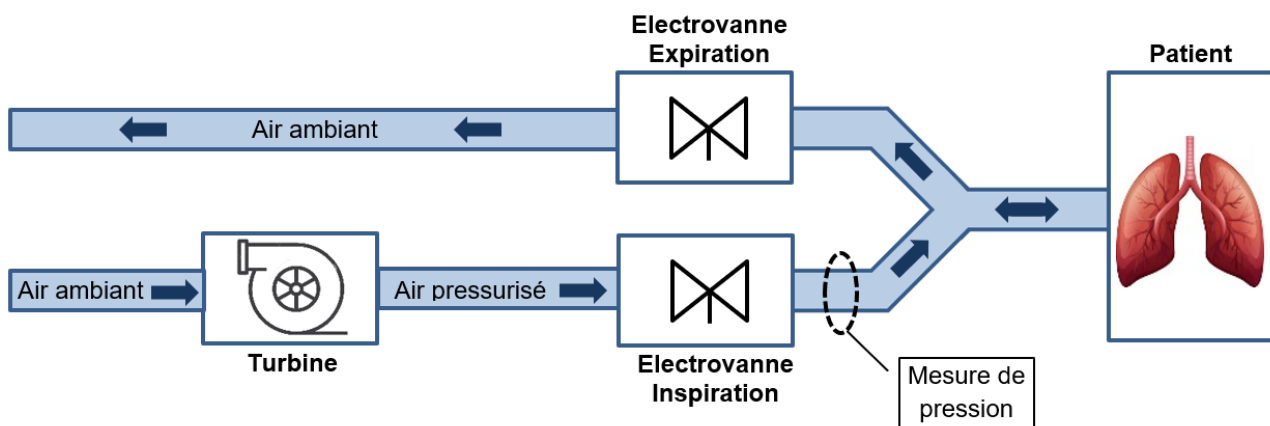 Electrovanne
Expiration
Patient
Air ambiant
Air ambiant
Air pressurisé
Turbine
Electrovanne
Inspiration
Mesure de
pression